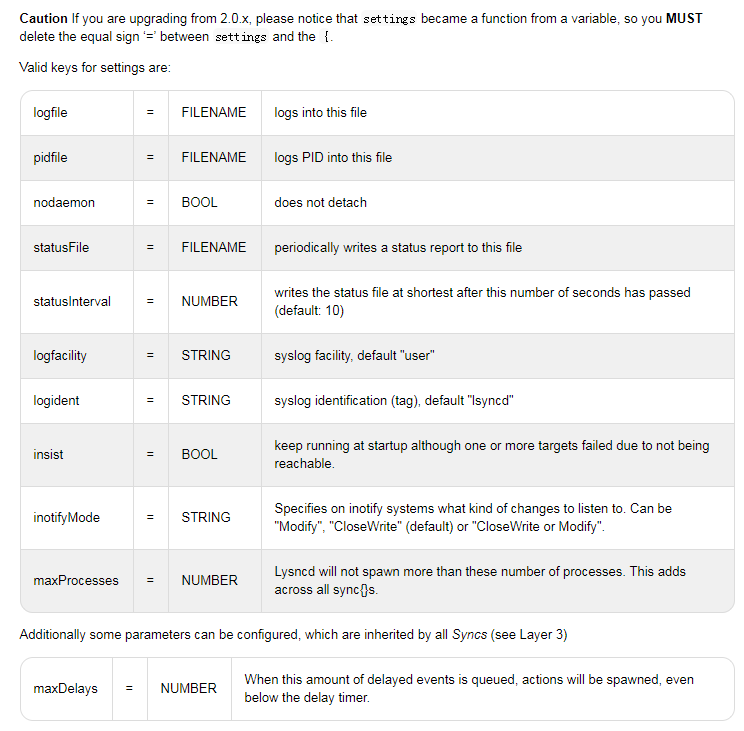 Caution If you are upgrading from 2.0.x, please notice that settings became a function from a variable, so you MUST
delete the equal sign ‘=’ between settings and the {.
Valid keys for settings are:
logfile = FILENAME logs into this file
pidfile = FILENAME logs PID into this file
nodaemon = BOOL does not detach
statusFile = FILENAME periodically writes a status report to this file
statusInterval = NUMBER writes the status file at shortest after this number of seconds has passed
(default: 10)
logfacility = STRING syslog facility, default "user"
logident = STRING syslog identification (tag), default "lsyncd"
insist = BOOL keep running at startup although one or more targets failed due to not being
reachable.
inotifyMode = STRING Specifies on inotify systems what kind of changes to listen to. Can be
"Modify", "CloseWrite" (default) or "CloseWrite or Modify".
maxProcesses = NUMBER Lysncd will not spawn more than these number of processes. This adds
across all sync{}s.
Additionally some parameters can be configured, which are inherited by all Syncs (see Layer 3)
maxDelays = NUMBER When this amount of delayed events is queued, actions will be spawned, even
below the delay timer.